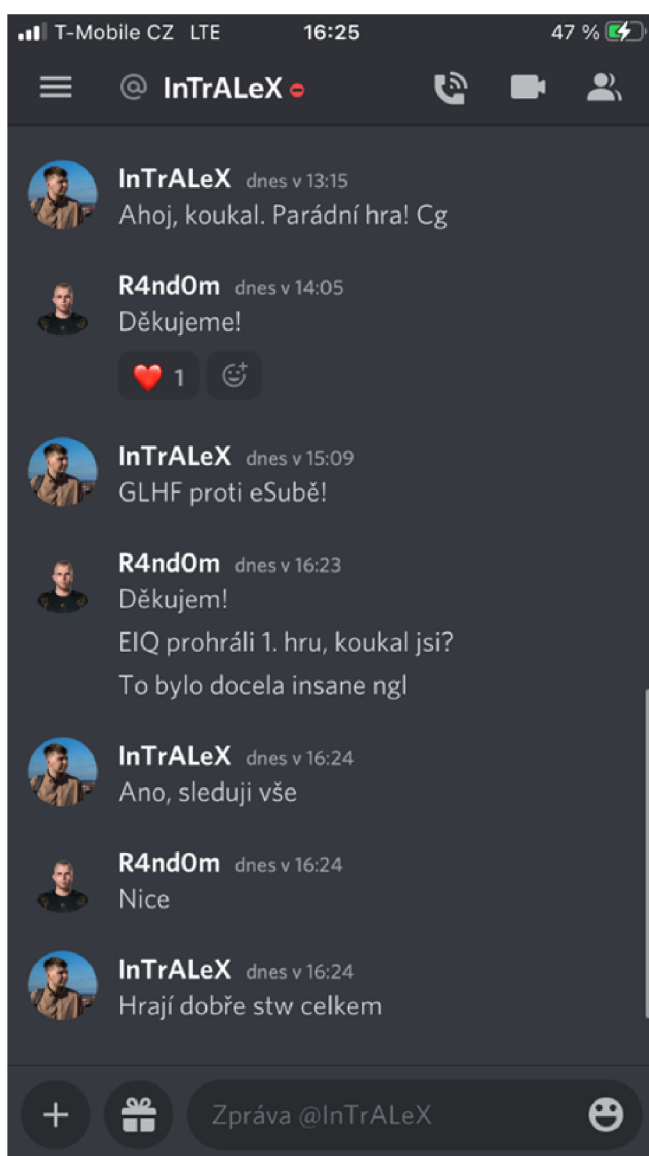 T-Mobile CZ LTE 16:25 47 %
@ InTrALeX
InTrALeX dnes v 13:15
Ahoj, koukal. Parádní hra! Cg
R4nd0m dnes v 14:05
Děkujeme!
❤️ 1
InTrALeX dnes v 15:09
GLHF proti eSubě!
R4nd0m dnes v 16:23
Děkujem!
EIQ prohráli 1. hru, koukal jsi?
To bylo docela insane ngl
InTrALeX dnes v 16:24
Ano, sleduji vše
R4nd0m dnes v 16:24
Nice
InTrALeX dnes v 16:24
Hrají dobře stw celkem
Zpráva @InTrALeX